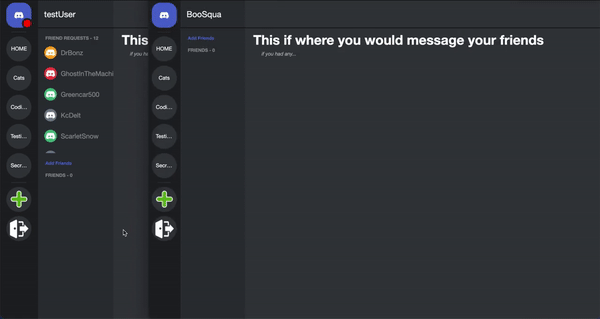 testUser
FRIEND REQUESTS - 12
DrBonz
GhostInTheMachi
Greencar500
KcDelt
ScarletSnow
Add Friends
FRIENDS - 0
HOME
Cats
Codi...
Testi...
Secr...
This
if you ha
BooSqua
Add Friends
FRIENDS - 0
HOME
Cats
Codi...
Testi...
Secr...
This if where you would message your friends
if you had any...